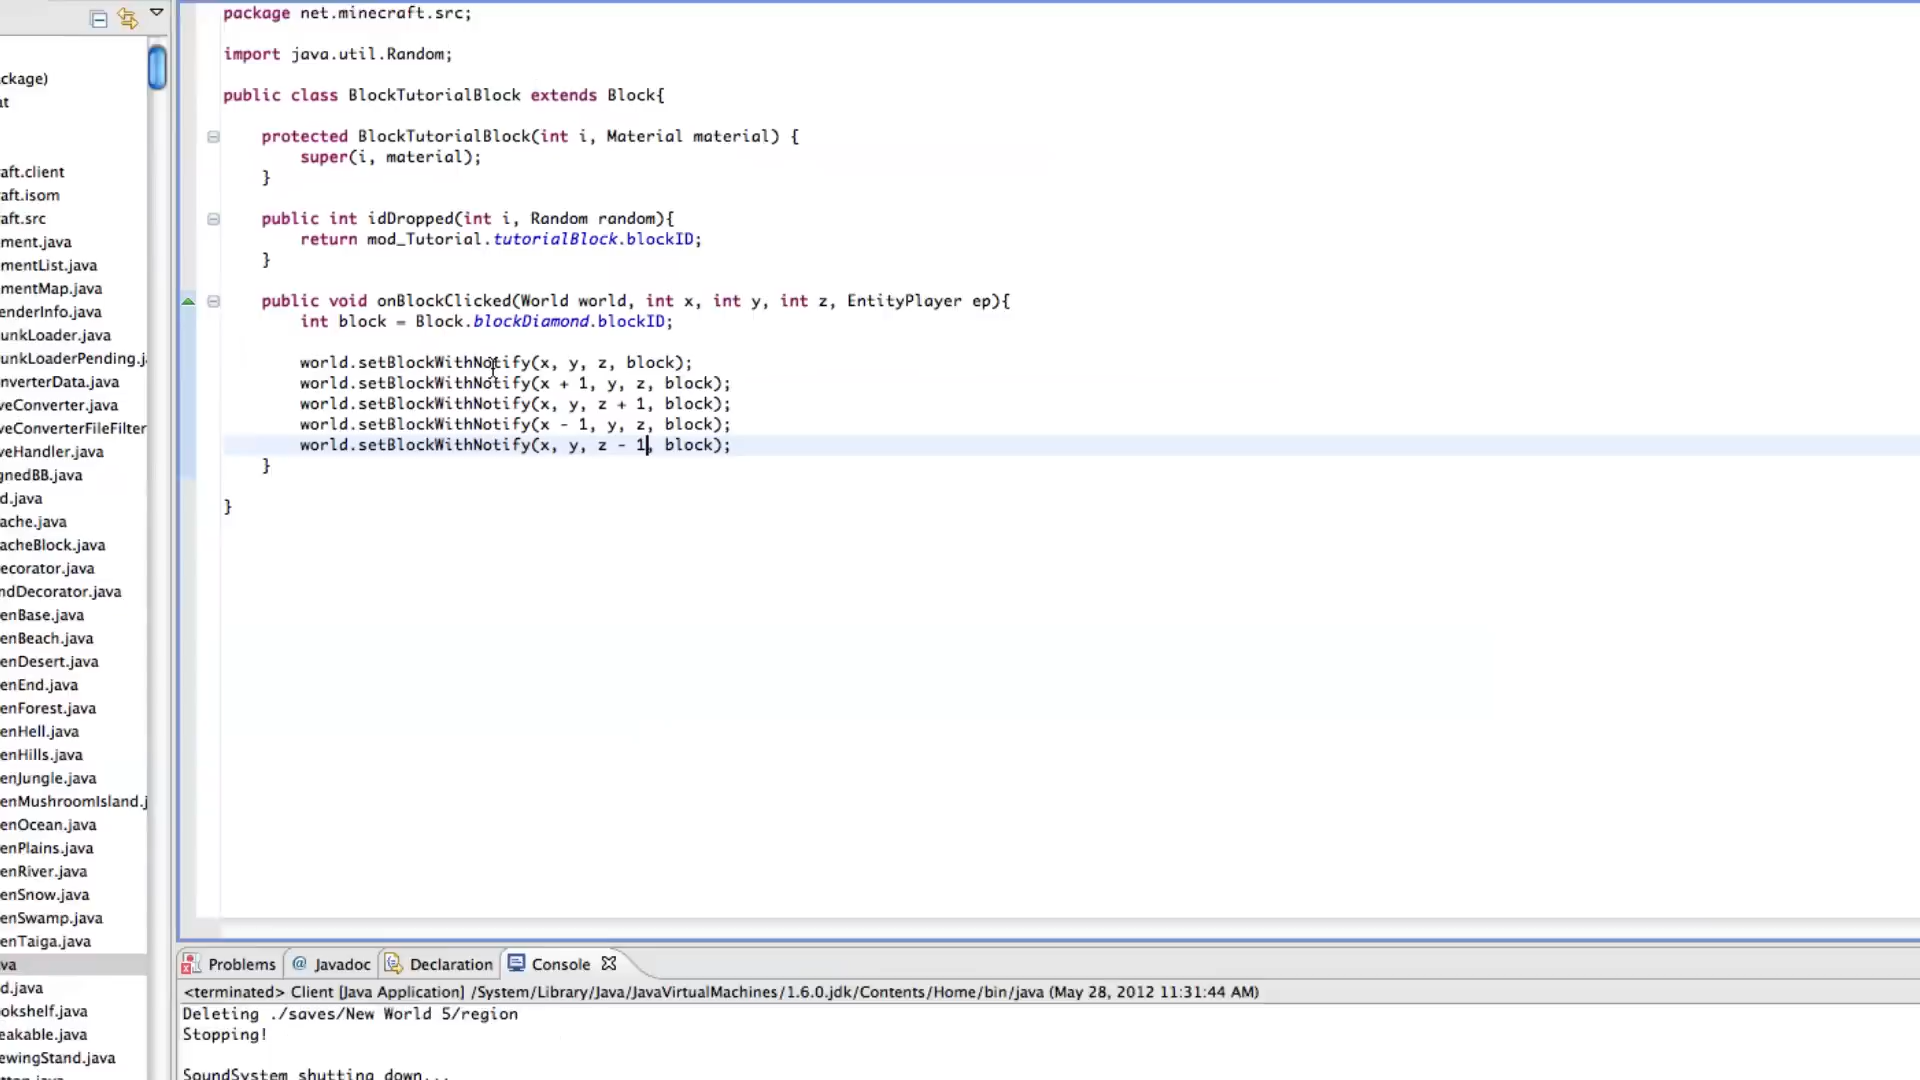 package net.minecraft.src;
import java.util.Random;
public class BlockTutorialBlock extends Block{
protected BlockTutorialBlock(int i, Material material) {
super(i, material);
}
public int idDropped(int i, Random random){
return mod_Tutorial.tutorialBlock.blockID;
}
public void onBlockClicked(World world, int x, int y, int z, EntityPlayer ep){
int block = Block.blockDiamond.blockID;
world.setBlockWithNotify(x, y, z, block);
world.setBlockWithNotify(x + 1, y, z, block);
world.setBlockWithNotify(x, y, z + 1, block);
world.setBlockWithNotify(x - 1, y, z, block);
world.setBlockWithNotify(x, y, z - 1, block);
}
}
ckage)
at
aft.client
aft.isom
aft.src
ment.java
mentList.java
mentMap.java
enderInfo.java
unkLoader.java
unkLoaderPending.j
nverterData.java
veConverter.java
veConverterFileFilter
veHandler.java
ignedBB.java
d.java
ache.java
acheBlock.java
ecorator.java
ndDecorator.java
enBase.java
enBeach.java
enDesert.java
enEnd.java
enForest.java
enHell.java
enHills.java
enJungle.java
enMushroomIsland.j
enOcean.java
enPlains.java
enRiver.java
enSnow.java
enSwamp.java
enTaiga.java
va
d.java
okshelf.java
eakable.java
ewingStand.java
Problems @ Javadoc Declaration Console
<terminated> Client [Java Application] /System/Library/Java/JavaVirtualMachines/1.6.0.jdk/Contents/Home/bin/java (May 28, 2012 11:31:44 AM)
Deleting ./saves/New World 5/region
Stopping!
SoundSystem shutting down...